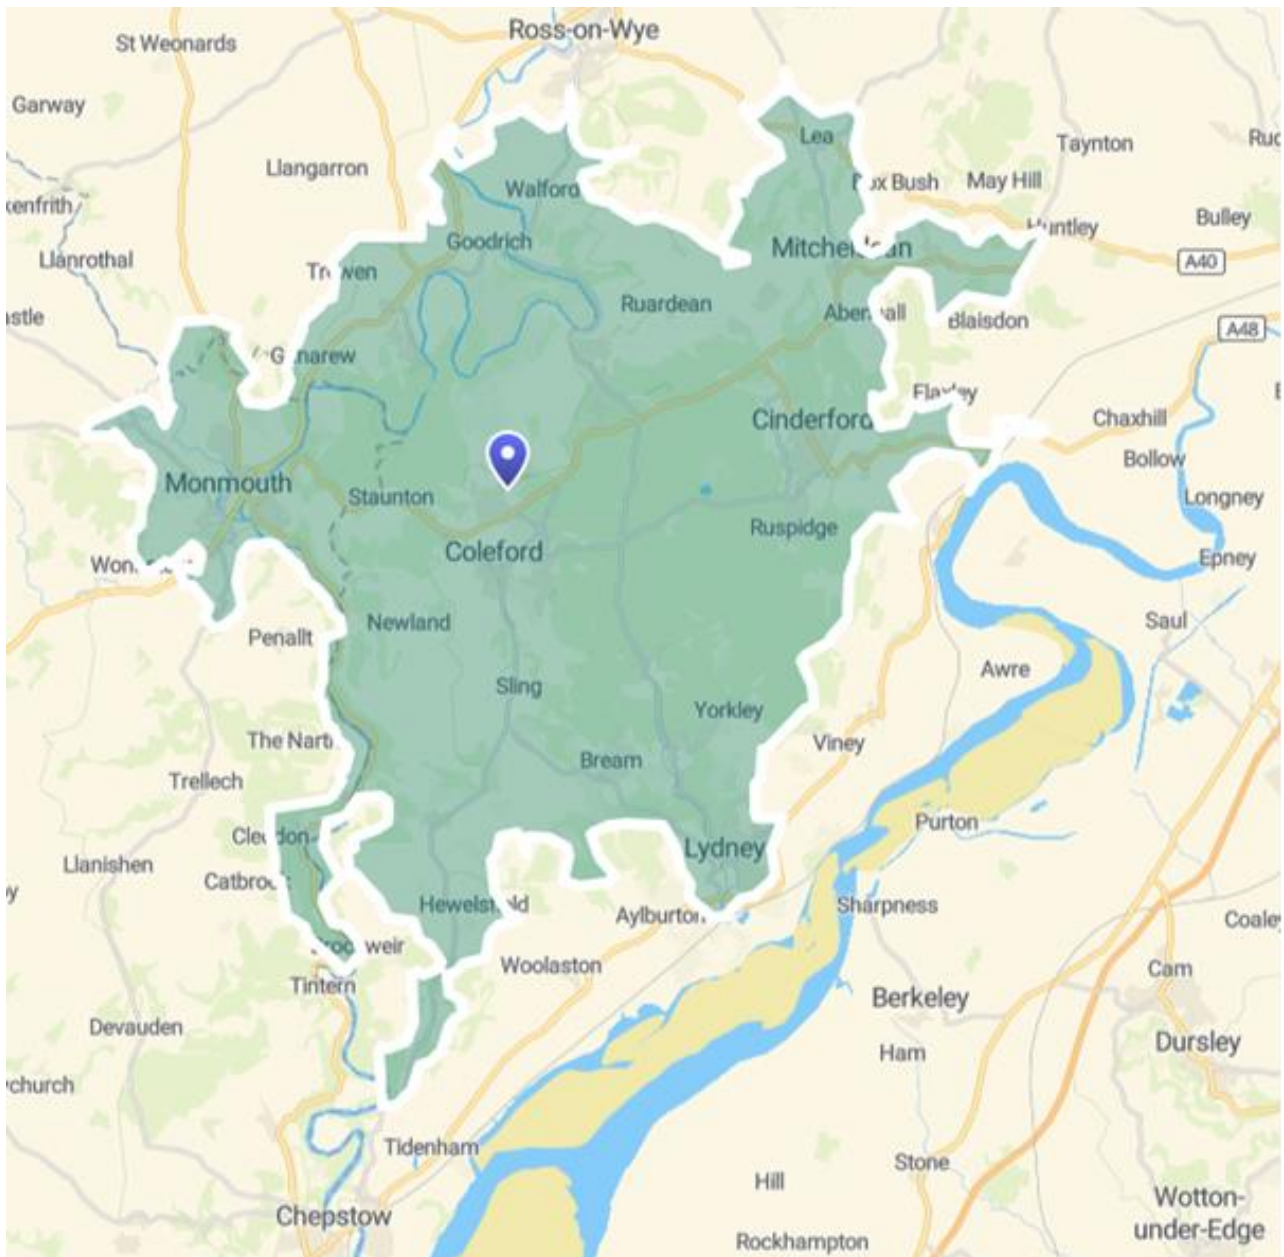 Ross-on-Wye
St Weonards
Garway
Lea
Taynton
Llangarron
Walford
Bush
May Hill
Bulley
Huntley
Goodrich
Llanrothal
A40
Ruardean
Blaisdon
A48
Cinderford
Chaxhill
Bollow
Monmouth
Staunton
Longney
Ruspidge
Coleford
Epney
Newland
Saul
Penallt
Awre
Sling
Yorkley
Viney
The
Bream
Trellech
Purton
Lydney
Llanishen
Sharpness
Woolaston
Cam
Tintern
Berkeley
Devauden
Dursley
Ham
Tidenham
Stone
Hill
Wotton-
under-Edge
Chepstow
Rockhampton